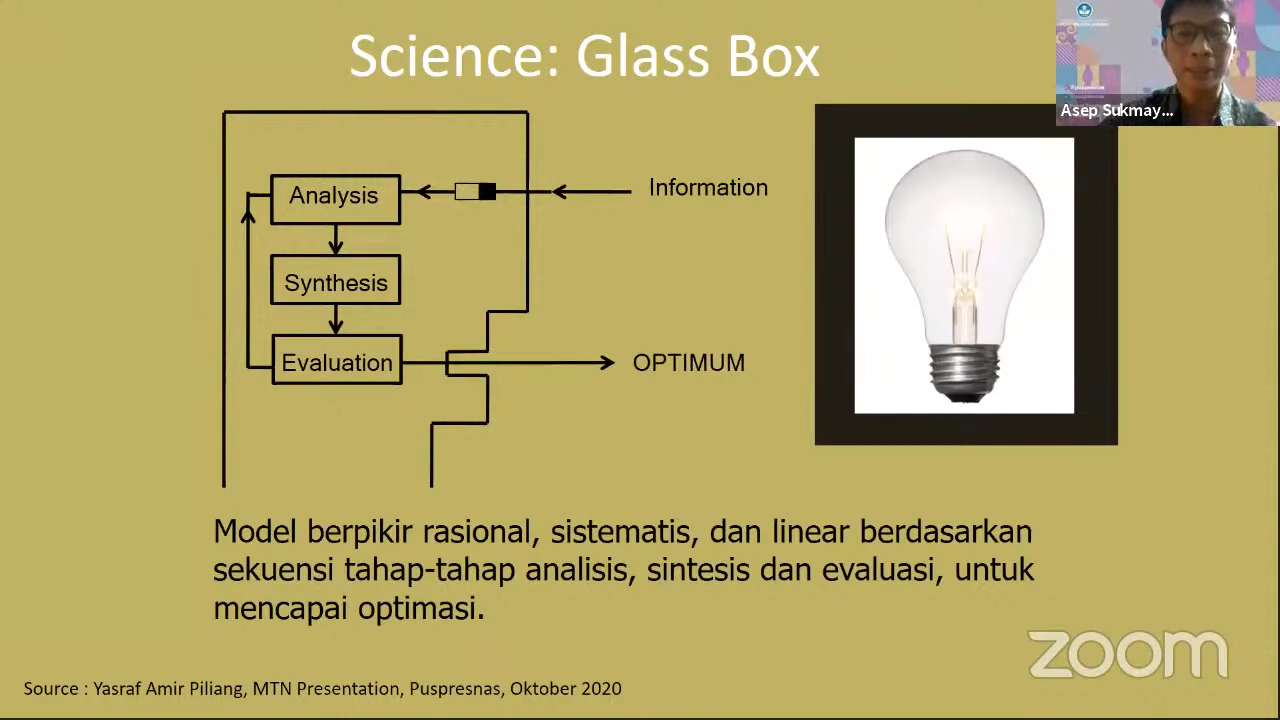 Science: Glass Box
Asep Sukmay...
Analysis
Information
Synthesis
Evaluation
OPTIMUM
Model berpikir rasional, sistematis, dan linear berdasarkan
sekuensi tahap-tahap analisis, sintesis dan evaluasi, untuk
mencapai optimasi.
zoom
Source : Yasraf Amir Piliang, MTN Presentation, Puspresnas, Oktober 2020